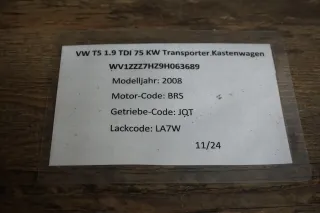 VW T5 1.9 TDI 75 KW Transporter Kastenwagen
WV1ZZZ7HZ9H063689
Modelljahr: 2008
Motor-Code: BRS
Getriebe-Code: JQT
Lackcode: LA7W
11/24